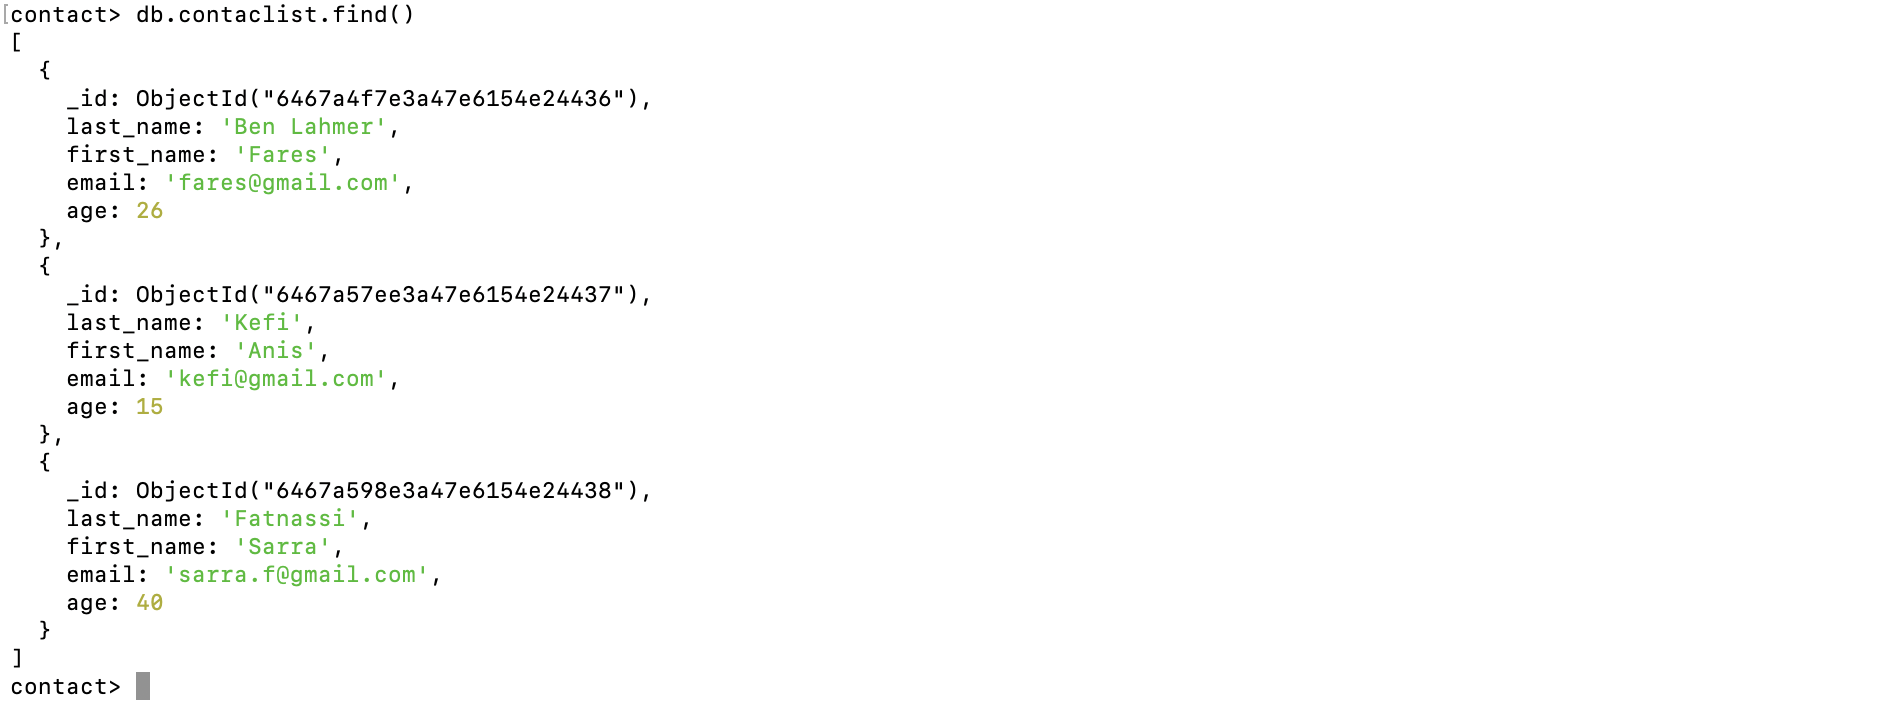 [contact> db.contaclist.find()
[
  {
    _id: ObjectId("6467a4f7e3a47e6154e24436"),
    last_name: 'Ben Lahmer',
    first_name: 'Fares',
    email: 'fares@gmail.com',
    age: 26
  },
  {
    _id: ObjectId("6467a57ee3a47e6154e24437"),
    last_name: 'Kefi',
    first_name: 'Anis',
    email: 'kefi@gmail.com',
    age: 15
  },
  {
    _id: ObjectId("6467a598e3a47e6154e24438"),
    last_name: 'Fatnassi',
    first_name: 'Sarra',
    email: 'sarra.f@gmail.com',
    age: 40
  }
]
contact>